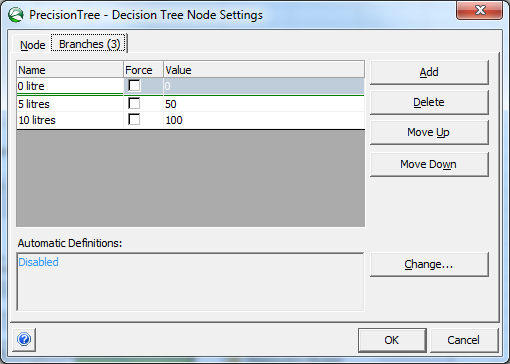 PrecisionTree - Decision Tree Node Settings
Node Branches (3)
Name Force Value
0 litre 0
5 litres 50
10 litres 100
Add
Delete
Move Up
Move Down
Automatic Definitions:
Disabled
Change...
? OK Cancel